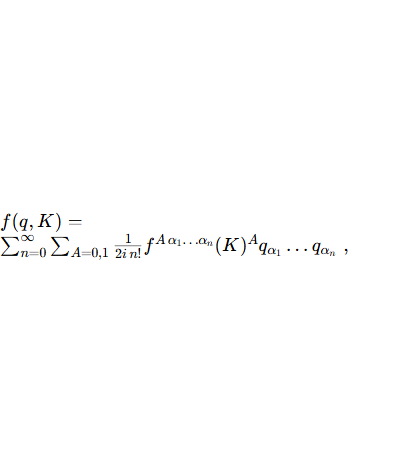 f(q, K) =
∑_{n=0}^{∞} ∑_{A=0,1} \frac{1}{2i n!} f^{A α_1…α_n} (K)^A q_{α_1} … q_{α_n} ,